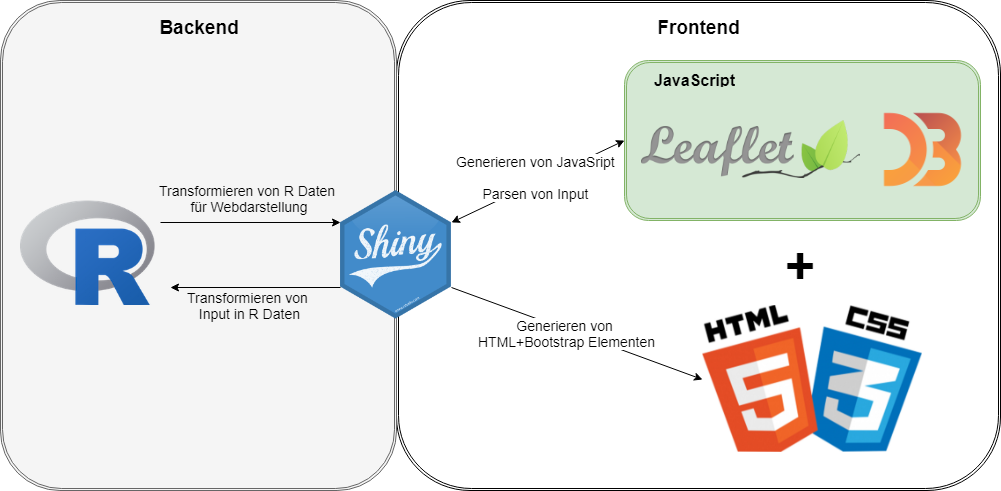 Backend
Frontend
JavaScript
Leaflet
D3
Generieren von JavaSript
Parsen von Input
Transformieren von R Daten
für Webdarstellung
R
Shiny
Transformieren von
Input in R Daten
+
Generieren von
HTML+Bootstrap Elementen
HTML
5
CSS
3